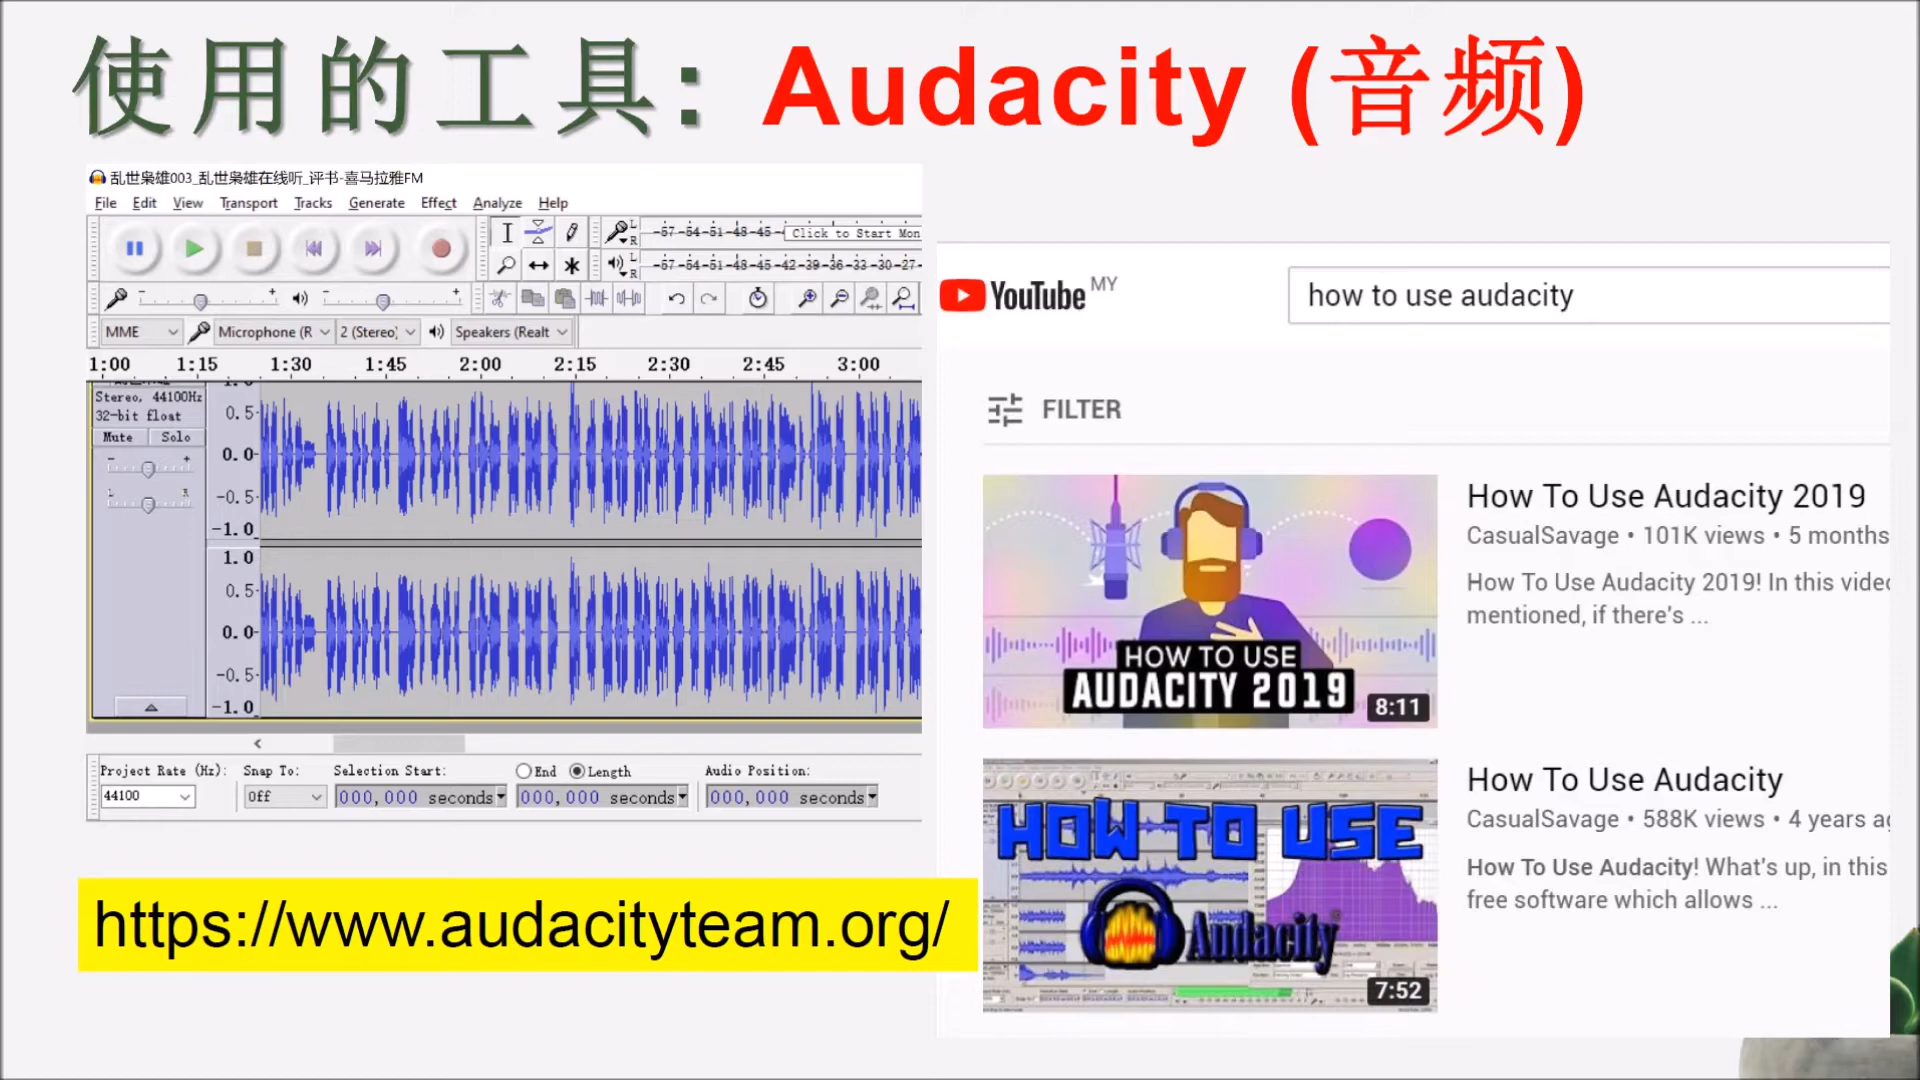 使用的工具: Audacity (音频)
乱世枭雄003_乱世枭雄在线听_评书-喜马拉雅FM
File Edit View Transport Tracks Generate Effect Analyze Help
L
R
-57-54-51-48-45- Click to Start Mon
L
R
-57-54-51-48-45-42-39-36-33-30-27-
MME Microphone (R 2 (Stereo) Speakers (Realt
1:00 1:15 1:30 1:45 2:00 2:15 2:30 2:45 3:00
Stereo, 44100Hz
32-bit float
Mute Solo
L R
0.5
0.0
-0.5
-1.0
1.0
0.5
0.0
-0.5
-1.0
Project Rate (Hz): Snap To: Selection Start: End Length Audio Position:
44100 Off 000,000 seconds 000,000 seconds 000,000 seconds
https://www.audacityteam.org/
YouTube MY
how to use audacity
FILTER
HOW TO USE
AUDACITY 2019
8:11
How To Use Audacity 2019
CasualSavage • 101K views • 5 months
How To Use Audacity 2019! In this video
mentioned, if there's ...
HOW TO USE
Audacity
7:52
How To Use Audacity
CasualSavage • 588K views • 4 years ag
How To Use Audacity! What's up, in this
free software which allows ...